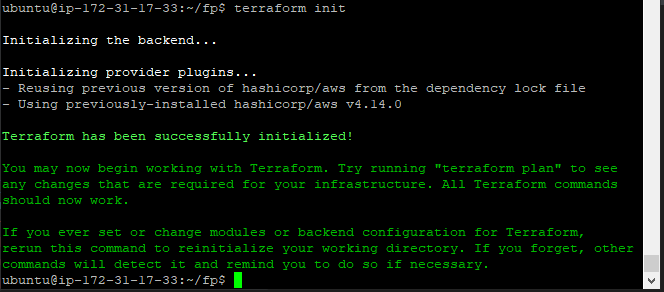 ubuntu@ip-172-31-17-33:~/fp$ terraform init
Initializing the backend...
Initializing provider plugins...
- Reusing previous version of hashicorp/aws from the dependency lock file
- Using previously-installed hashicorp/aws v4.14.0
Terraform has been successfully initialized!
You may now begin working with Terraform. Try running "terraform plan" to see
any changes that are required for your infrastructure. All Terraform commands
should now work.
If you ever set or change modules or backend configuration for Terraform,
rerun this command to reinitialize your working directory. If you forget, other
commands will detect it and remind you to do so if necessary.
ubuntu@ip-172-31-17-33:~/fp$